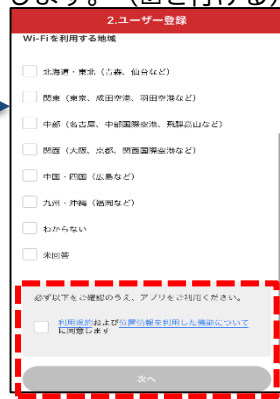 します。（歯を付ける）
2.ユーザー登録
Wi-Fiを利用する地域
北海道・東北（青森、仙台など）
関東（東京、成田空港、羽田空港など）
中部（名古屋、中部国際空港、飛騨高山など）
関西（大阪、京都、関西国際空港など）
中国・四国（広島など）
九州・沖縄（福岡など）
わからない
未回答
必ず以下をご確認のうえ、アプリをご利用ください。
利用規約および位置情報を利用した機能について
に同意します
次へ